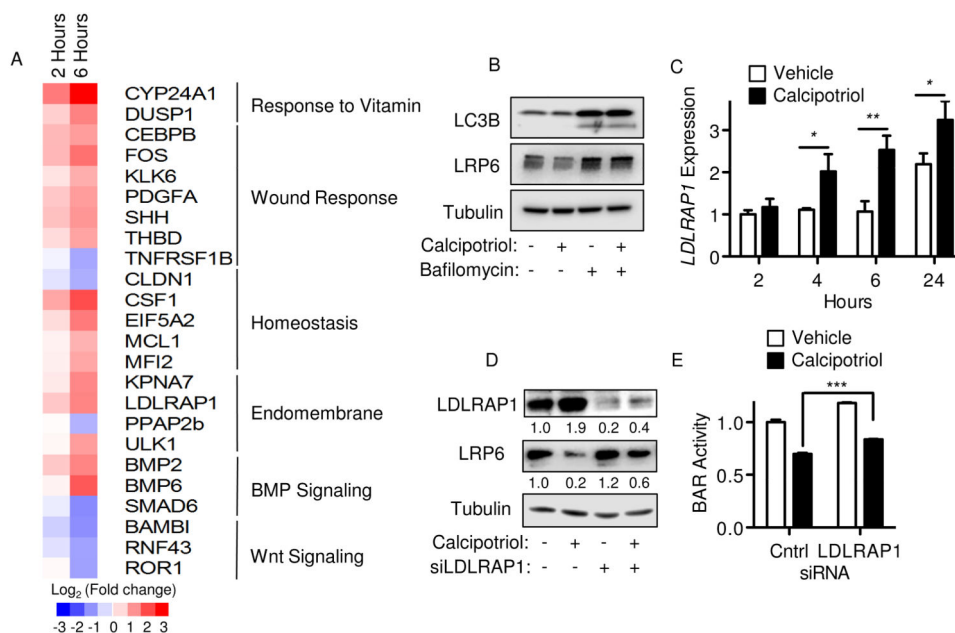 A
2 Hours
6 Hours
CYP24A1
DUSP1
CEBPB
FOS
KLK6
PDGFA
SHH
THBD
TNFRSF1B
CLDN1
CSF1
EIF5A2
MCL1
MFI2
KPNA7
LDLRAP1
PPAP2b
ULK1
BMP2
BMP6
SMAD6
BAMBI
RNF43
ROR1
Response to Vitamin
Wound Response
Homeostasis
Endomembrane
BMP Signaling
Wnt Signaling
Log2 (Fold change)
-3 -2 -1 0 1 2 3
B
LC3B
LRP6
Tubulin
Calcipotriol: - + - +
Bafilomycin: - - + +
C
Vehicle
Calcipotriol
LDLRAP1 Expression
3
2
1
0
* ** *
2 4 6 24
Hours
D
LDLRAP1
1.0 1.9 0.2 0.4
LRP6
1.0 0.2 1.2 0.6
Tubulin
Calcipotriol: - + - +
siLDLRAP1: - - + +
E
Vehicle
Calcipotriol
***
BAR Activity
1.0
0.5
0.0
Cntrl LDLRAP1
siRNA